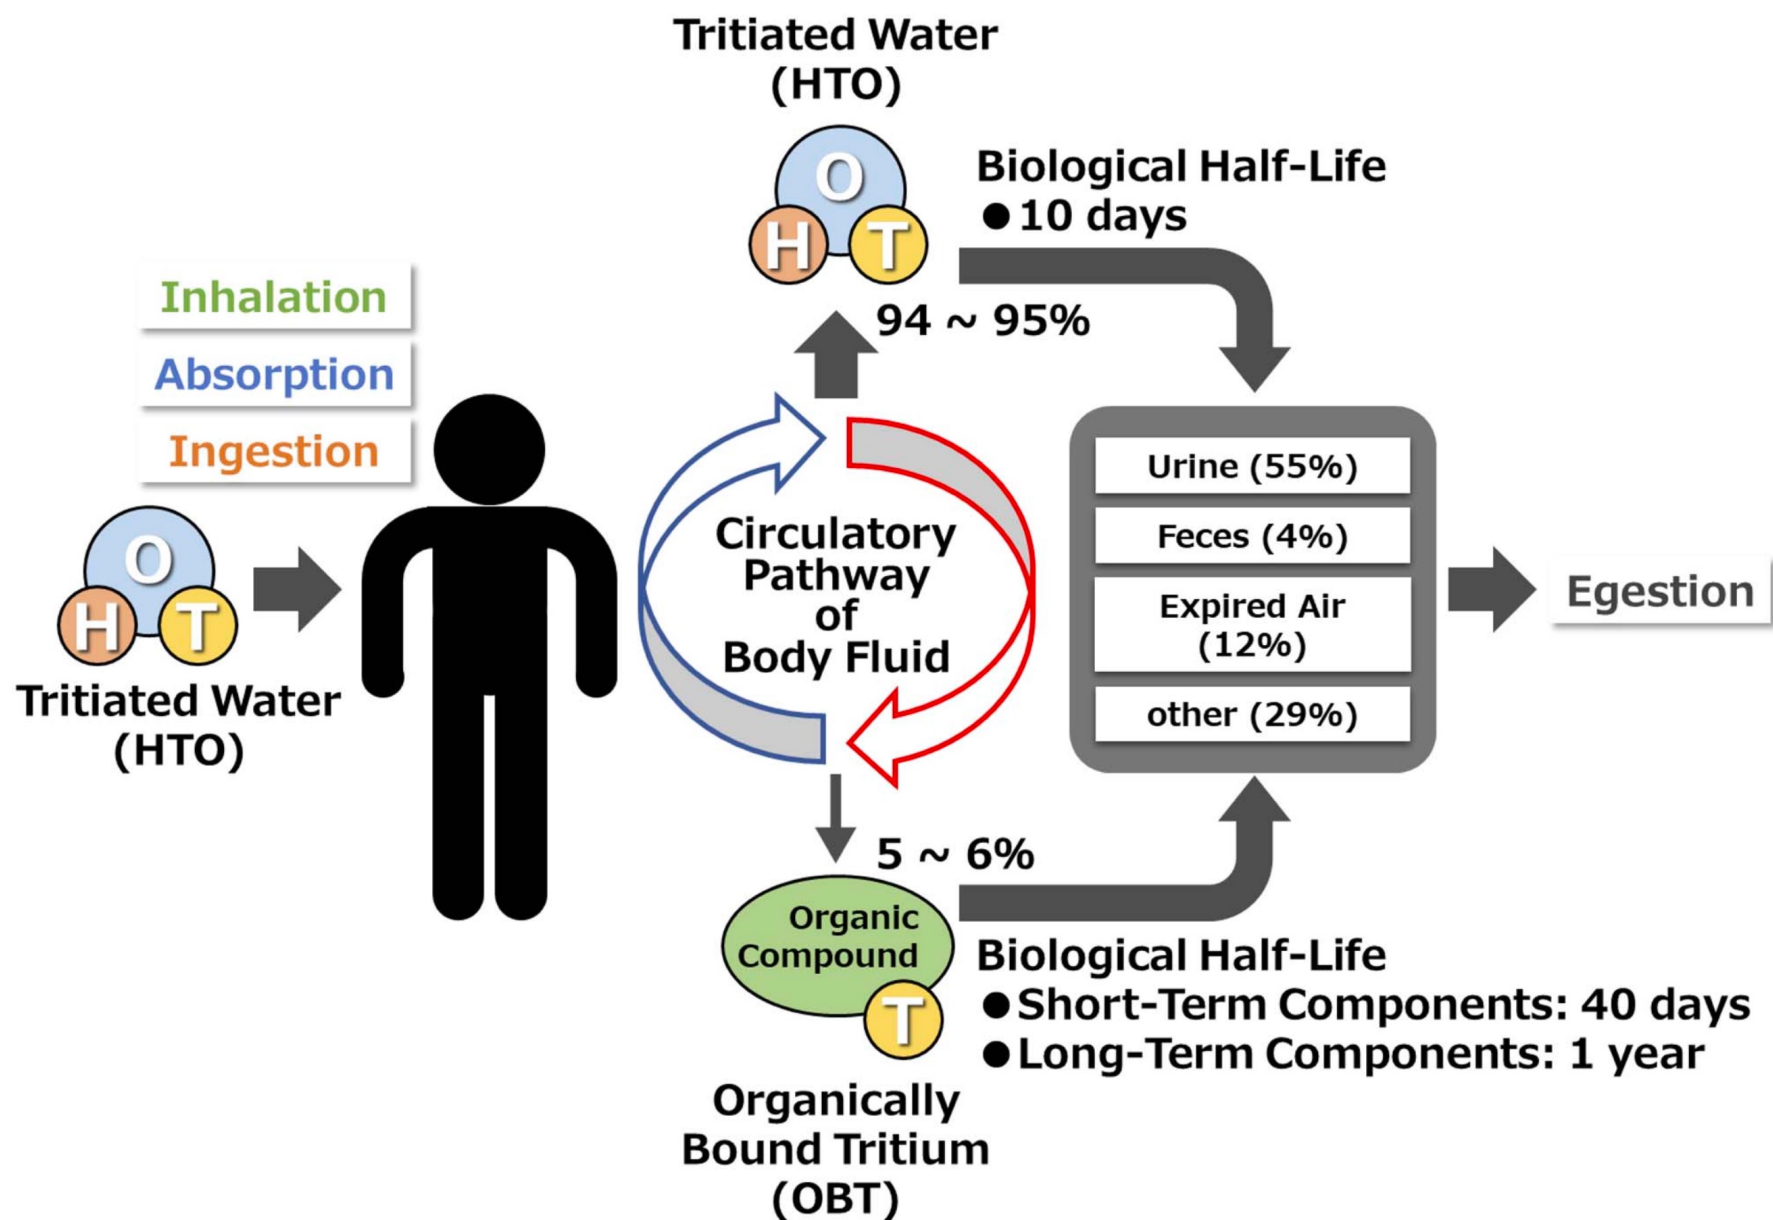 Tritiated Water
(HTO)
O
H
T
Biological Half-Life
●10 days
94 ~ 95%
Inhalation
Absorption
Ingestion
O
H
T
Tritiated Water
(HTO)
Circulatory
Pathway
of
Body Fluid
Urine (55%)
Feces (4%)
Expired Air
(12%)
other (29%)
Egestion
5 ~ 6%
Organic
Compound
T
Biological Half-Life
●Short-Term Components: 40 days
●Long-Term Components: 1 year
Organically
Bound Tritium
(OBT)